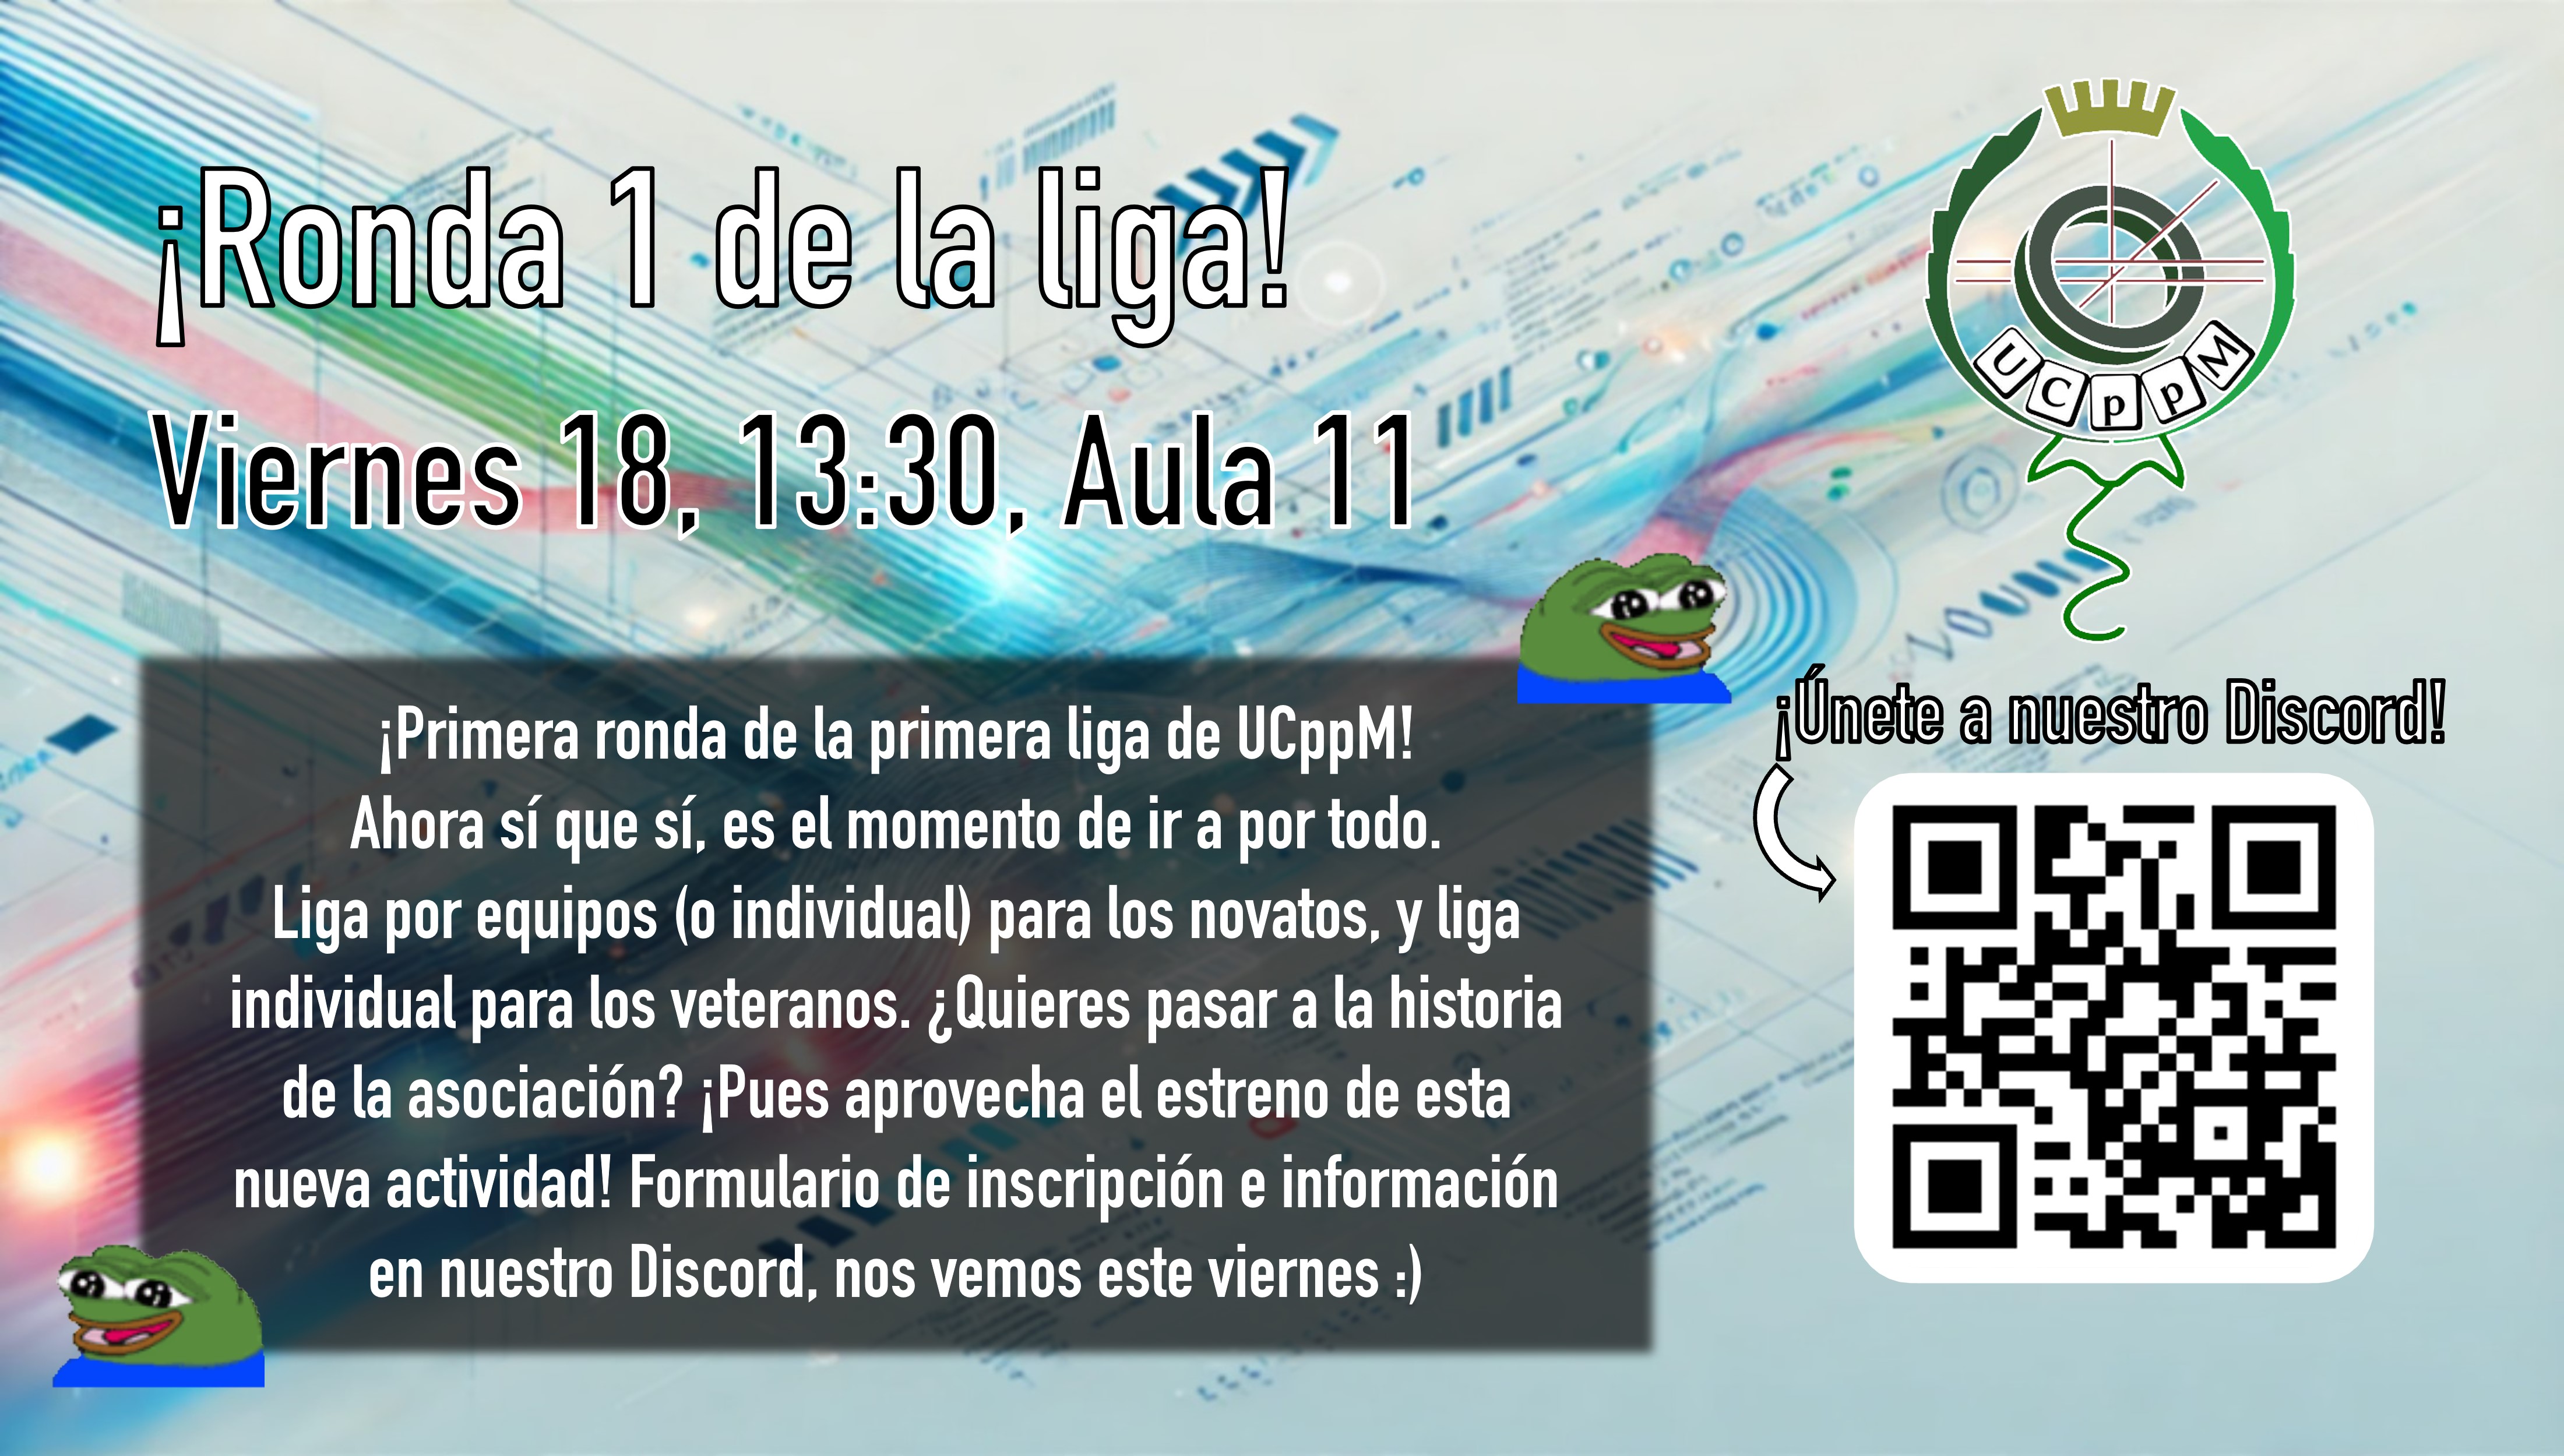 ¡Ronda 1 de la liga!
Viernes 18, 13:30, Aula 11
UCppM
¡Únete a nuestro Discord!
¡Primera ronda de la primera liga de UCppM!
Ahora sí que sí, es el momento de ir a por todo.
Liga por equipos (o individual) para los novatos, y liga
individual para los veteranos. ¿Quieres pasar a la historia
de la asociación? ¡Pues aprovecha el estreno de esta
nueva actividad! Formulario de inscripción e información
en nuestro Discord, nos vemos este viernes :)